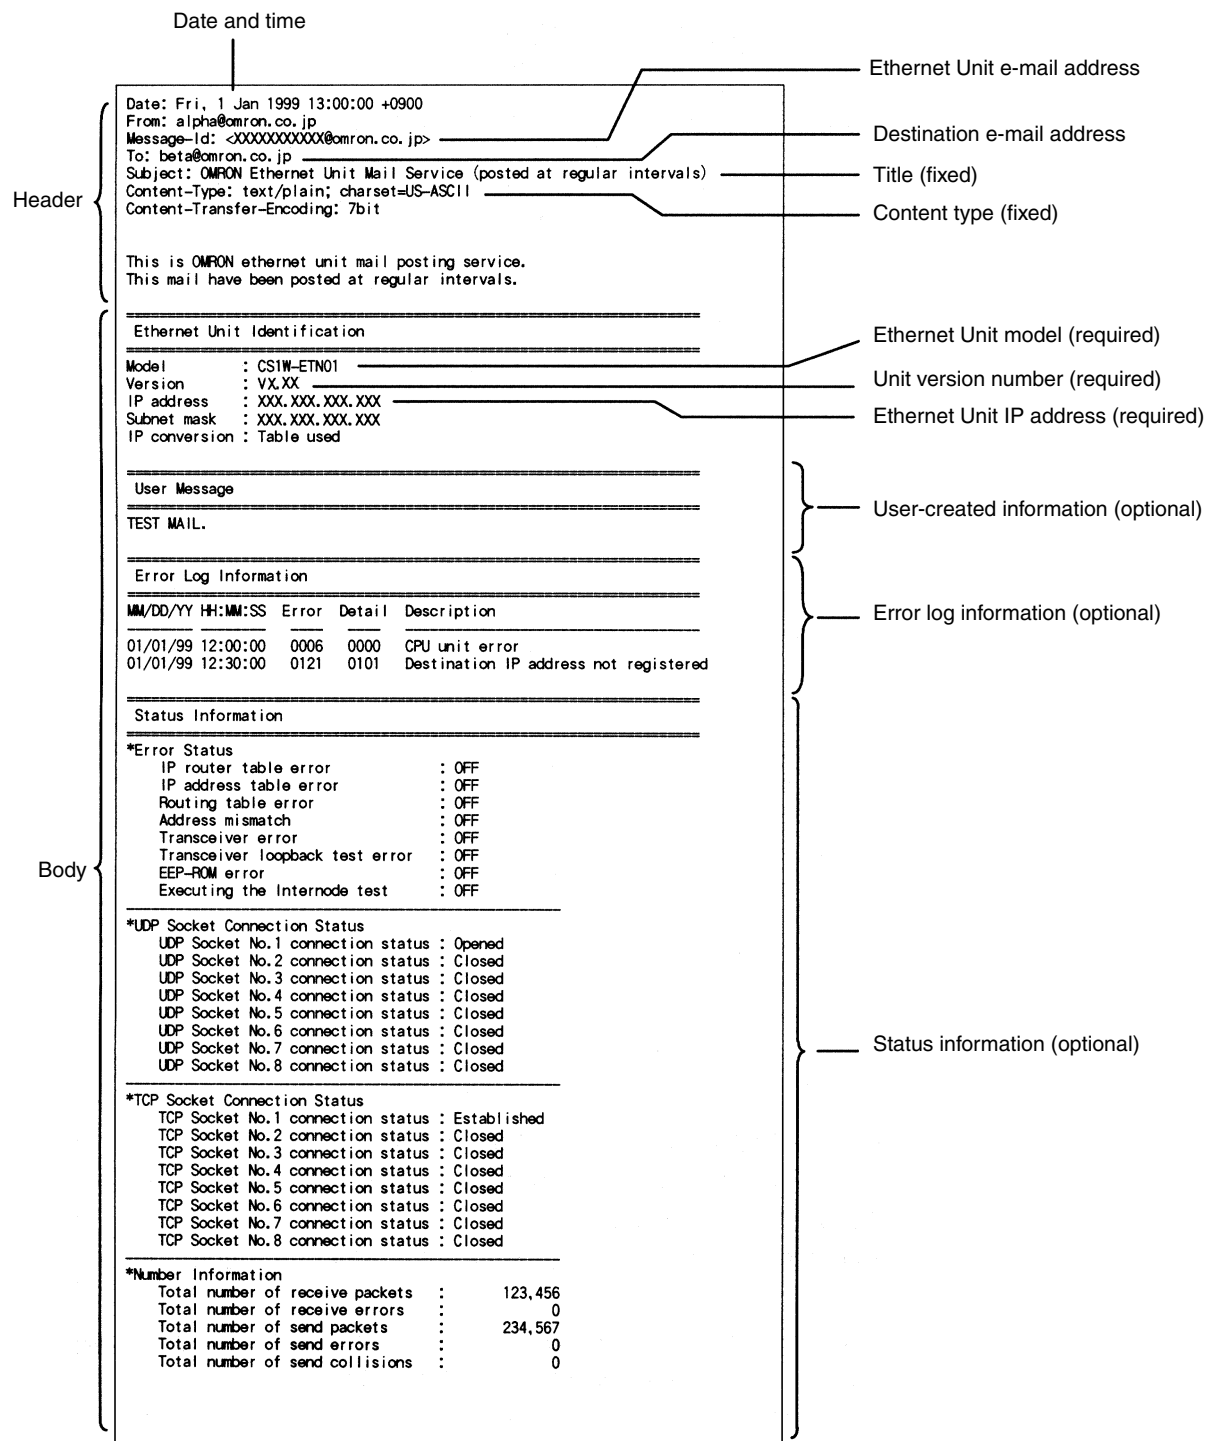 Date and time
Ethernet Unit e-mail address
Date: Fri, 1 Jan 1999 13:00:00 +0900
From: alpha@omron.co.jp
Message-Id: <XXXXXXXXXXX@omron.co.jp>
Destination e-mail address
To: beta@omron.co.jp
Subject: OMRON Ethernet Unit Mail Service (posted at regular intervals)
Title (fixed)
Content-Type: text/plain; charset=US-ASCII
Header
Content-Transfer-Encoding: 7bit
Content type (fixed)
This is OMRON ethernet unit mail posting service.
This mail have been posted at regular intervals.
Ethernet Unit Identification
Ethernet Unit model (required)
Model : CS1W-ETN01
Version : VX.XX
Unit version number (required)
IP address : XXX.XXX.XXX.XXX
Ethernet Unit IP address (required)
Subnet mask : XXX.XXX.XXX.XXX
IP conversion : Table used
User Message
User-created information (optional)
TEST MAIL.
Error Log Information
MM/DD/YY HH:MM:SS Error Detail Description
Error log information (optional)
01/01/99 12:00:00 0006 0000 CPU unit error
01/01/99 12:30:00 0121 0101 Destination IP address not registered
Status Information
*Error Status
IP router table error : OFF
IP address table error : OFF
Routing table error : OFF
Address mismatch : OFF
Transceiver error : OFF
Transceiver loopback test error : OFF
Body
EEP-ROM error : OFF
Executing the Internode test : OFF
*UDP Socket Connection Status
UDP Socket No.1 connection status : Opened
UDP Socket No.2 connection status : Closed
UDP Socket No.3 connection status : Closed
UDP Socket No.4 connection status : Closed
UDP Socket No.5 connection status : Closed
UDP Socket No.6 connection status : Closed
UDP Socket No.7 connection status : Closed
Status information (optional)
UDP Socket No.8 connection status : Closed
*TCP Socket Connection Status
TCP Socket No.1 connection status : Established
TCP Socket No.2 connection status : Closed
TCP Socket No.3 connection status : Closed
TCP Socket No.4 connection status : Closed
TCP Socket No.5 connection status : Closed
TCP Socket No.6 connection status : Closed
TCP Socket No.7 connection status : Closed
TCP Socket No.8 connection status : Closed
*Number Information
Total number of receive packets : 123,456
Total number of receive errors : 0
Total number of send packets : 234,567
Total number of send errors : 0
Total number of send collisions : 0